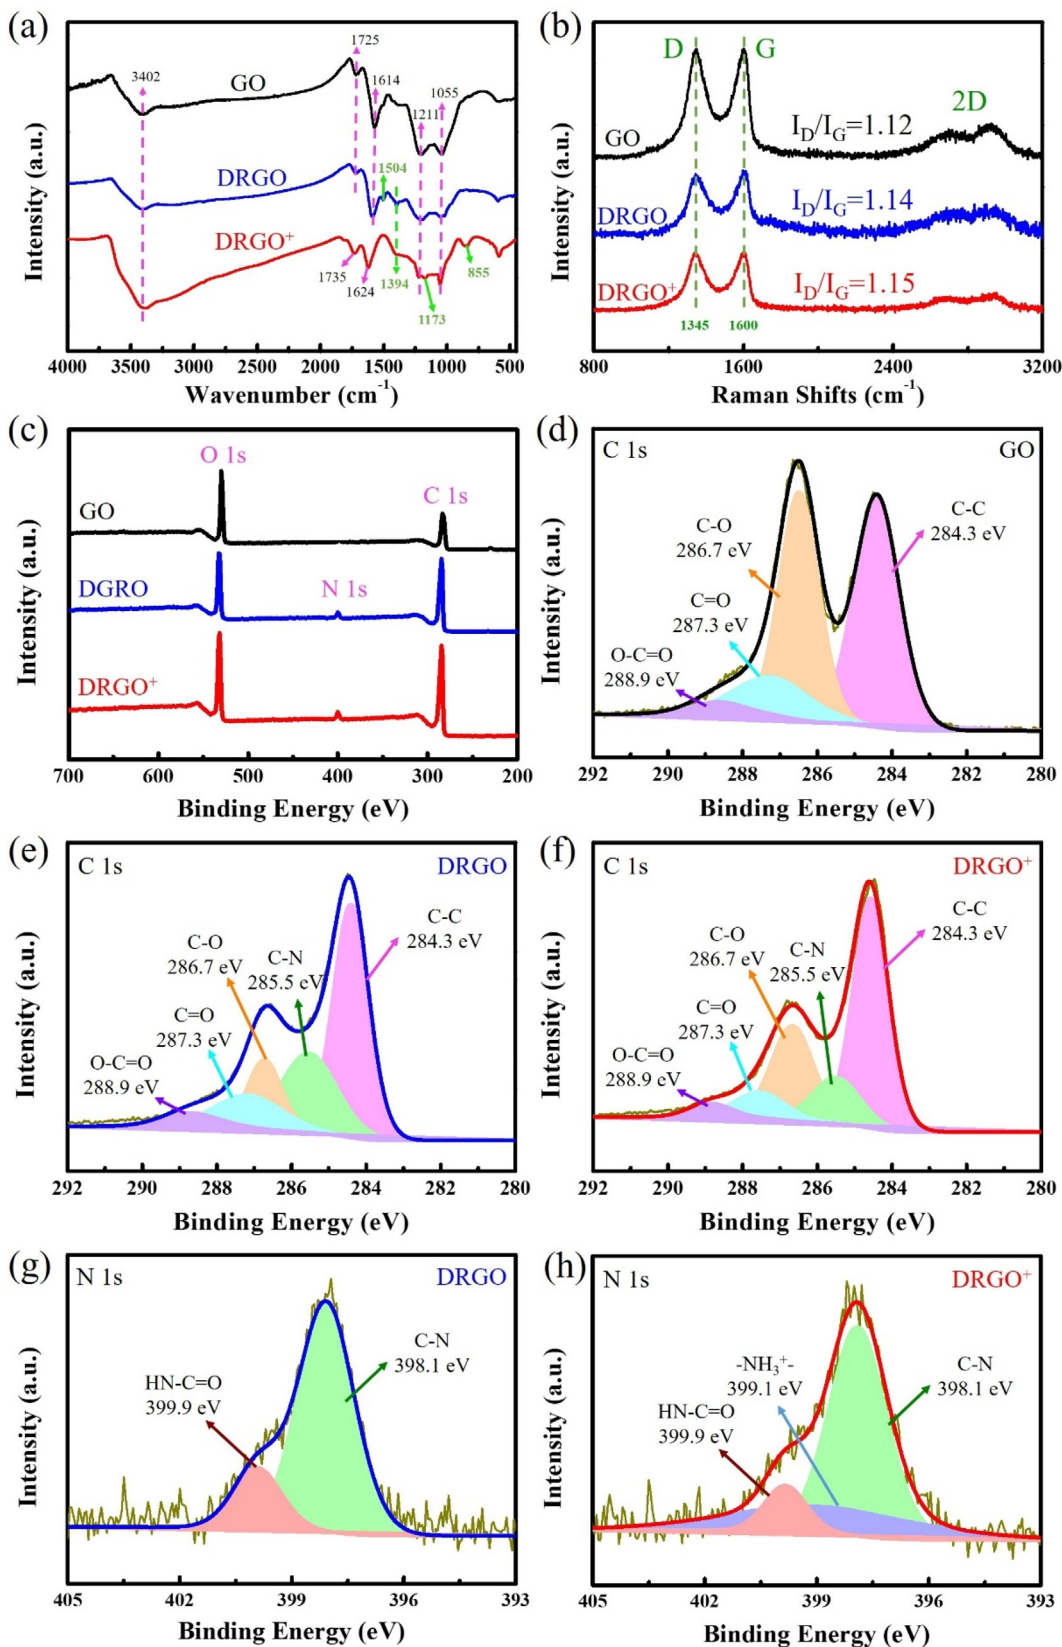 (a)
3402
1725
1614
1211
1055
GO
DRGO
1504
DRGO⁺
1735
1624
1394
1173
855
Intensity (a.u.)
4000 3500 3000 2500 2000 1500 1000 500
Wavenumber (cm⁻¹)
(b)
D G
2D
GO
I_D/I_G=1.12
DRGO
I_D/I_G=1.14
DRGO⁺
I_D/I_G=1.15
1345 1600
Intensity (a.u.)
800 1600 2400 3200
Raman Shifts (cm⁻¹)
(c)
O 1s
C 1s
GO
DGRO
N 1s
DRGO⁺
Intensity (a.u.)
700 600 500 400 300 200
Binding Energy (eV)
(d)
C 1s
GO
C-O
286.7 eV
C-C
284.3 eV
C=O
287.3 eV
O-C=O
288.9 eV
Intensity (a.u.)
292 290 288 286 284 282 280
Binding Energy (eV)
(e)
C 1s
DRGO
C-C
284.3 eV
C-O
286.7 eV
C-N
285.5 eV
C=O
287.3 eV
O-C=O
288.9 eV
Intensity (a.u.)
292 290 288 286 284 282 280
Binding Energy (eV)
(f)
C 1s
DRGO⁺
C-C
284.3 eV
C-O
286.7 eV
C-N
285.5 eV
C=O
287.3 eV
O-C=O
288.9 eV
Intensity (a.u.)
292 290 288 286 284 282 280
Binding Energy (eV)
(g)
N 1s
DRGO
C-N
398.1 eV
HN-C=O
399.9 eV
Intensity (a.u.)
405 402 399 396 393
Binding Energy (eV)
(h)
N 1s
DRGO⁺
-NH₃⁺-
399.1 eV
C-N
398.1 eV
HN-C=O
399.9 eV
Intensity (a.u.)
405 402 399 396 393
Binding Energy (eV)